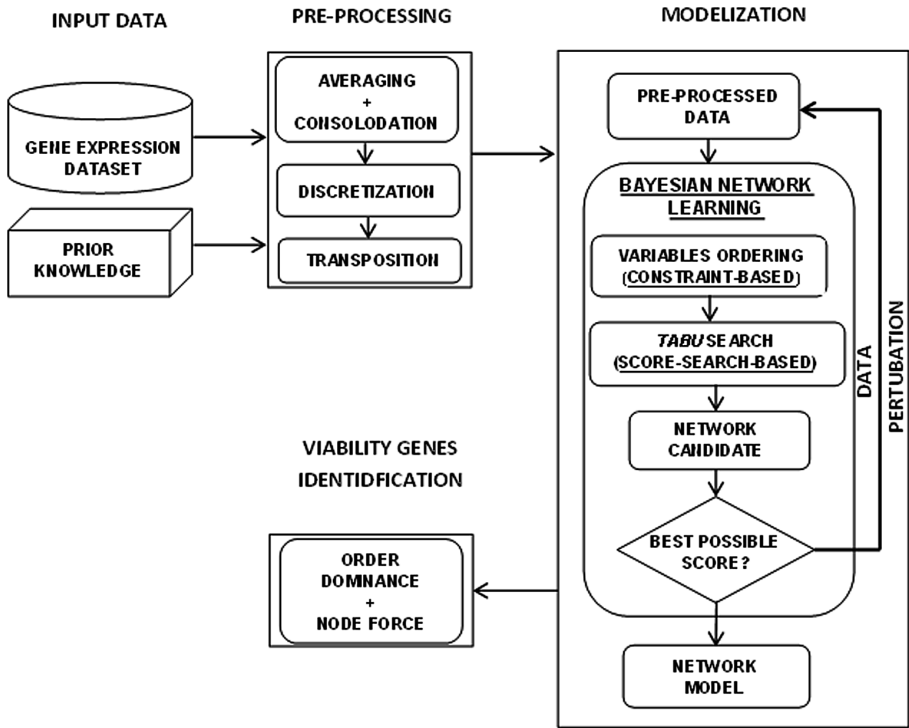 INPUT DATA
GENE EXPRESSION
DATASET
PRIOR
KNOWLEDGE
PRE-PROCESSING
AVERAGING
+
CONSOLODATION
DISCRETIZATION
TRANSPOSITION
MODELIZATION
PRE-PROCESSED
DATA
BAYESIAN NETWORK
LEARNING
VARIABLES ORDERING
(CONSTRAINT-BASED)
TABU SEARCH
(SCORE-SEARCH-BASED)
NETWORK
CANDIDATE
BEST POSSIBLE
SCORE?
DATA
PERTUBATION
NETWORK
MODEL
VIABILITY GENES
IDENTIDFICATION
ORDER
DOMNANCE
+
NODE FORCE